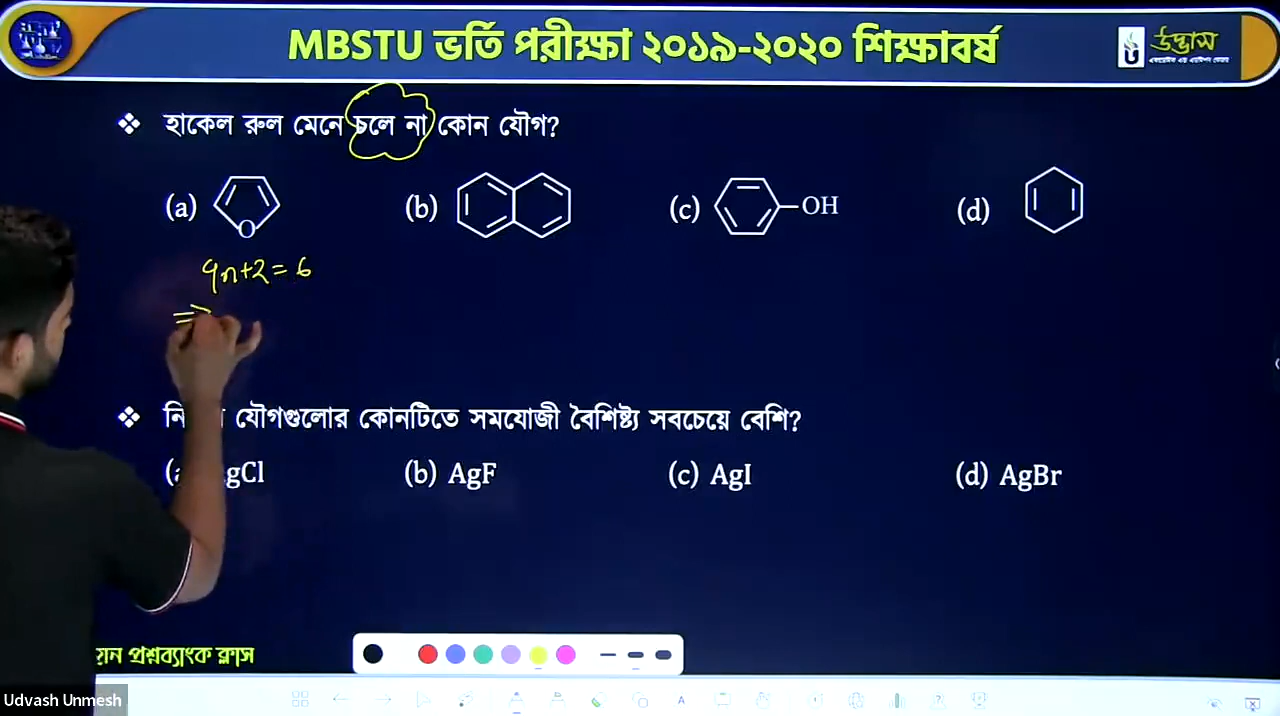 MBSTU ভর্তি পরীক্ষা ২০১৯-২০২০ শিক্ষাবর্ষ
উদ্ভাস
❖ হাকেল রুল মেনে চলে না কোন যৌগ?
(a) O (b) (c) OH (d)
4n+2=6
⇒
❖ যৌগগুলোর কোনটিতে সমযোজী বৈশিষ্ট্য সবচেয়ে বেশি?
gCl (b) AgF (c) AgI (d) AgBr
প্রশ্নব্যাংক ক্লাস
Udvash Unmesh